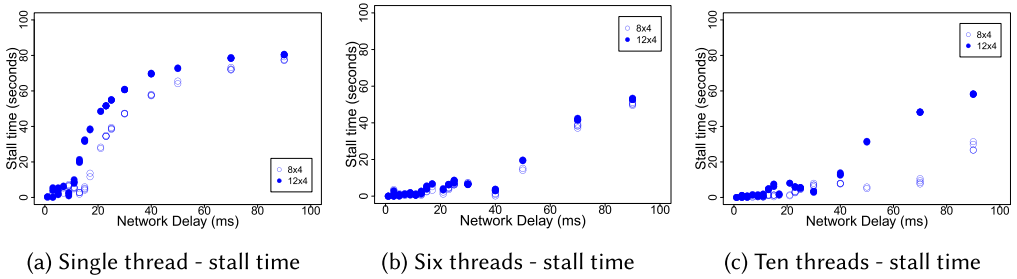 100
80
60
40
20
0
Stall time (seconds)
8x4
12x4
0 20 40 60 80 100
Network Delay (ms)
(a) Single thread - stall time
100
80
60
40
20
0
Stall time (seconds)
8x4
12x4
0 20 40 60 80 100
Network Delay (ms)
(b) Six threads - stall time
100
80
60
40
20
0
Stall time (seconds)
8x4
12x4
0 20 40 60 80 100
Network Delay (ms)
(c) Ten threads - stall time